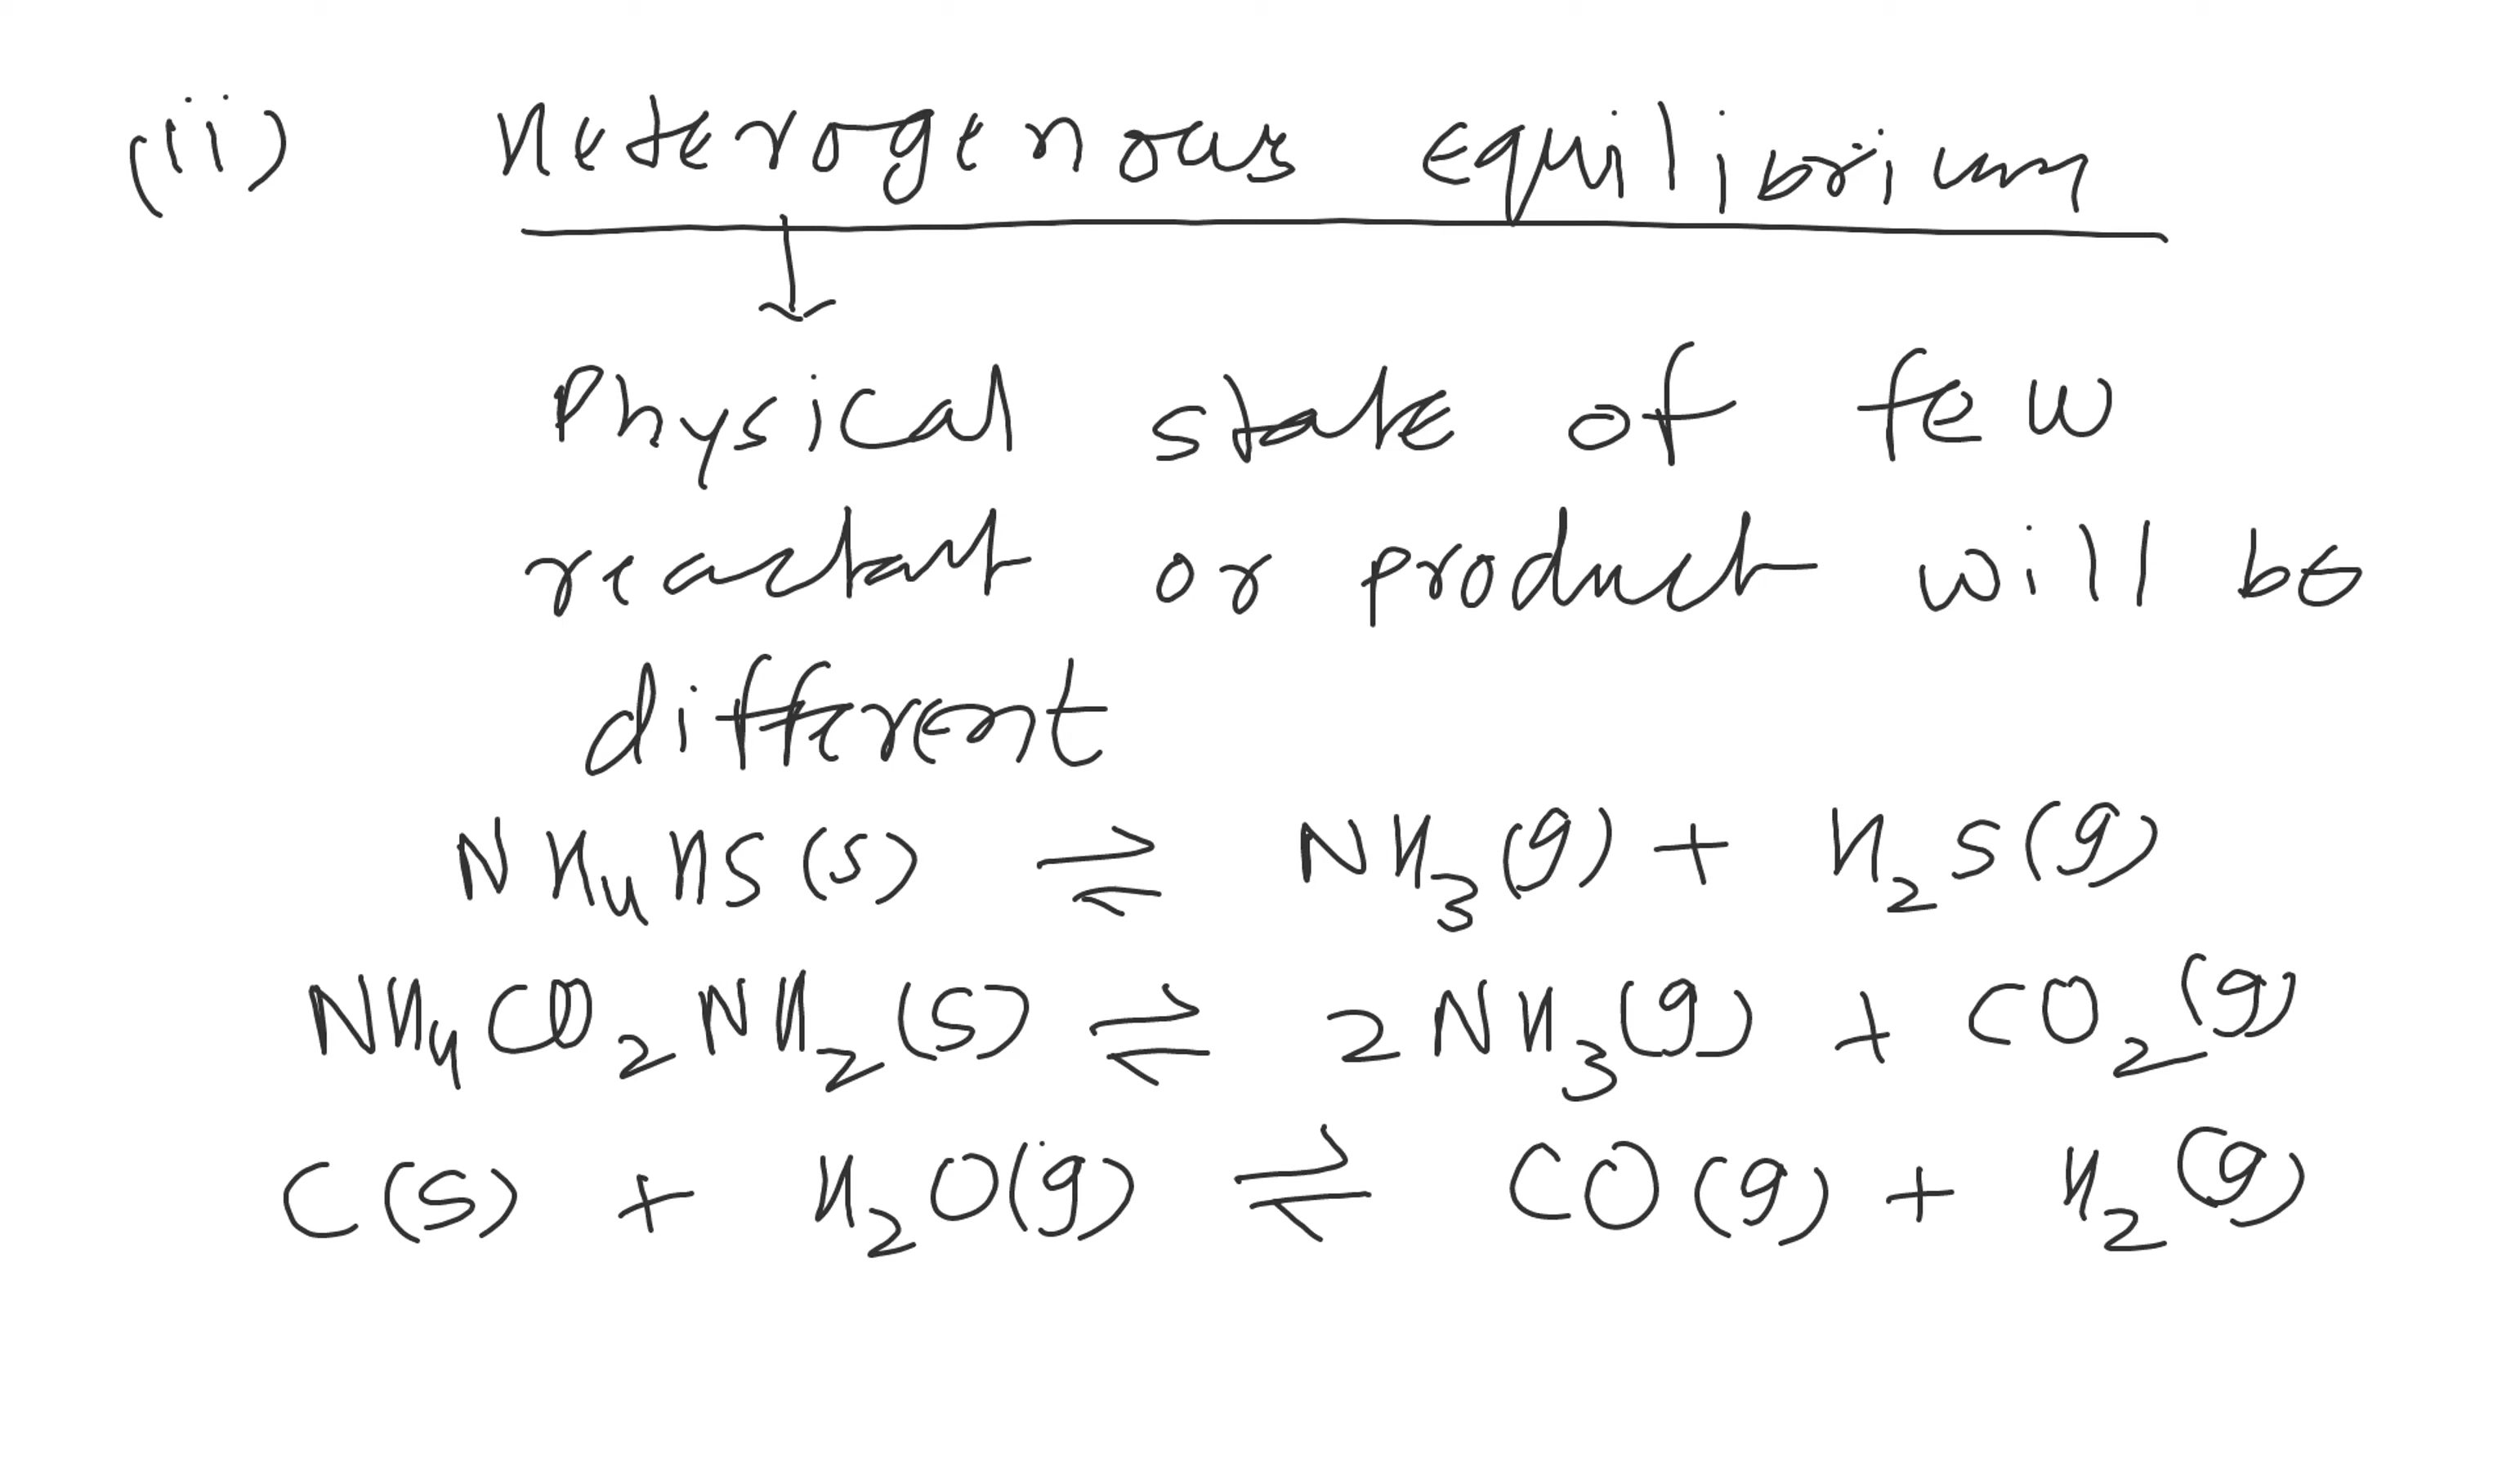 (ii) Heterogenous equilibrium
Physical state of few
reactant or product will be
different
NH₄HS(s) ⇌ NH₃(g) + H₂S(g)
NH₄CO₂NH₂(s) ⇌ 2NH₃(g) + CO₂(g)
C(s) + H₂O(g) ⇌ CO(g) + H₂(g)